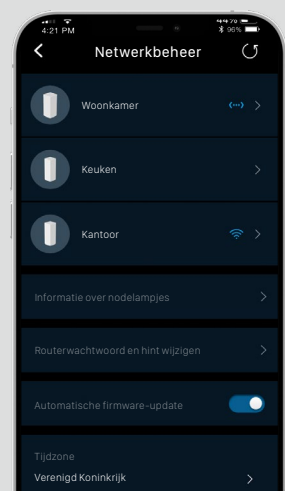 4:21 PM
96%
Netwerkbeheer
Woonkamer
Keuken
Kantoor
Informatie over nodelampjes
Routerwachtwoord en hint wijzigen
Automatische firmware-update
Tijdzone
Verenigd Koninkrijk